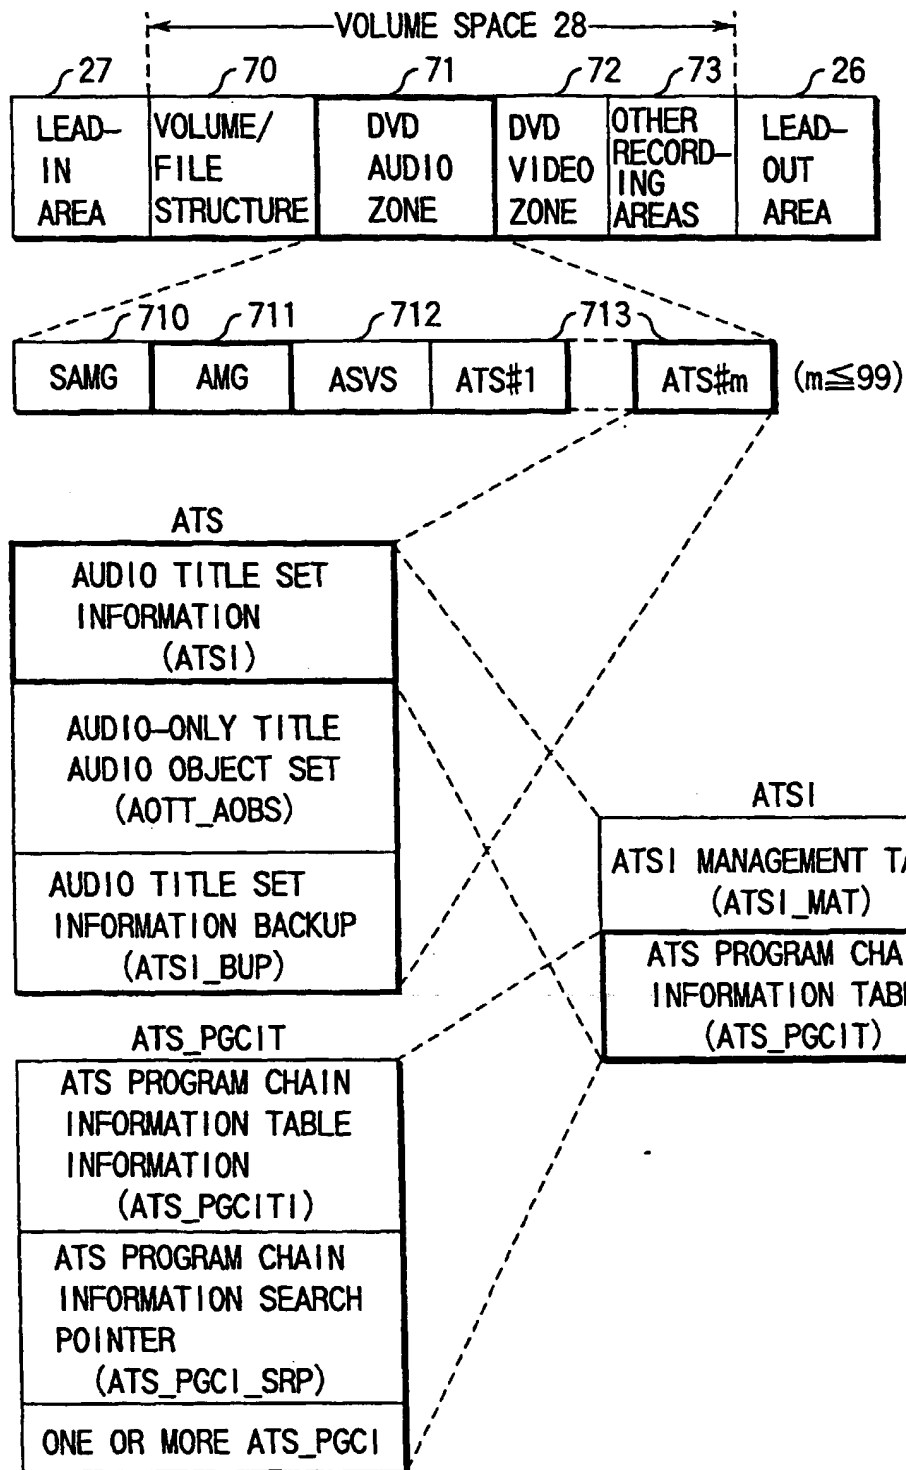 VOLUME SPACE 28
27 70 71 72 73 26
LEAD-
IN
AREA
VOLUME/
FILE
STRUCTURE
DVD
AUDIO
ZONE
DVD
VIDEO
ZONE
OTHER
RECORD-
ING
AREAS
LEAD-
OUT
AREA
710 711 712 713
SAMG AMG ASVS ATS#1 ATS#m (m≦99)
ATS
AUDIO TITLE SET
INFORMATION
(ATSI)
AUDIO-ONLY TITLE
AUDIO OBJECT SET
(AOTT_AOBS)
AUDIO TITLE SET
INFORMATION BACKUP
(ATSI_BUP)
ATSI
ATSI MANAGEMENT
(ATSI_MAT)
ATS PROGRAM
INFORMATION
(ATS_PGCIT)
ATS_PGCIT
ATS PROGRAM CHAIN
INFORMATION TABLE
INFORMATION
(ATS_PGCITI)
ATS PROGRAM CHAIN
INFORMATION SEARCH
POINTER
(ATS_PGCI_SRP)
ONE OR MORE ATS_PGCI